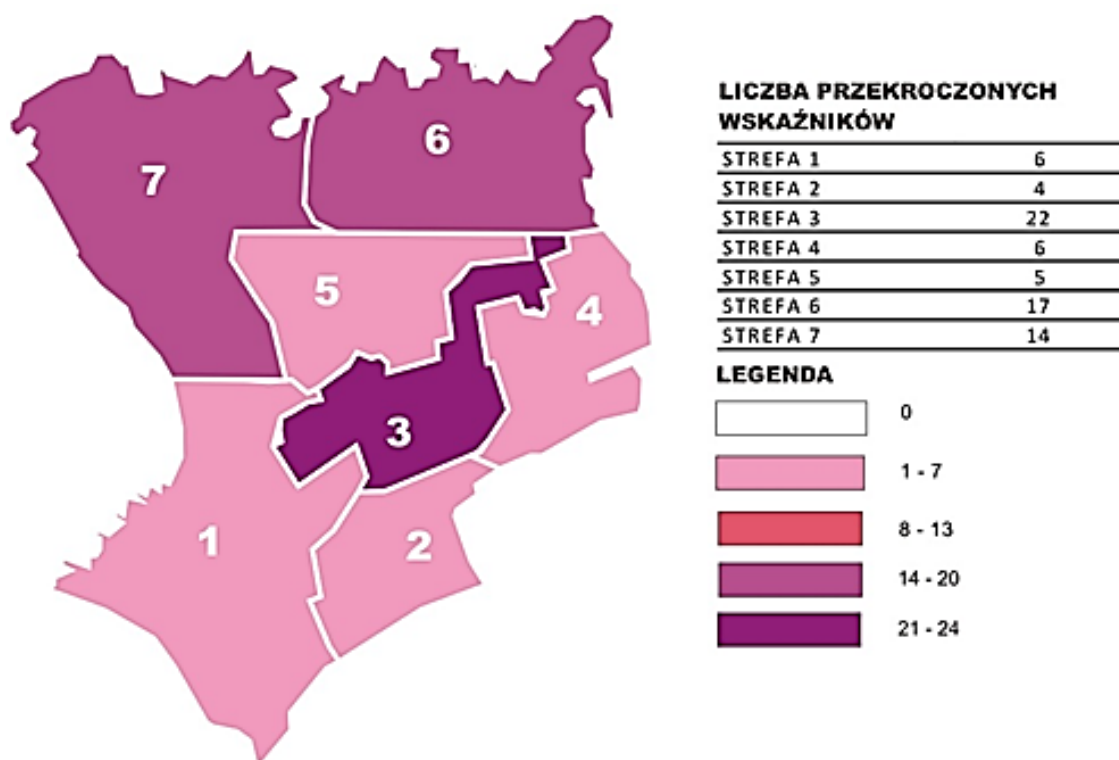 6
7
5
4
3
1
2
LICZBA PRZEKROCZONYCH
WSKAŹNIKÓW
STREFA 1 6
STREFA 2 4
STREFA 3 22
STREFA 4 6
STREFA 5 5
STREFA 6 17
STREFA 7 14
LEGENDA
0
1 - 7
8 - 13
14 - 20
21 - 24